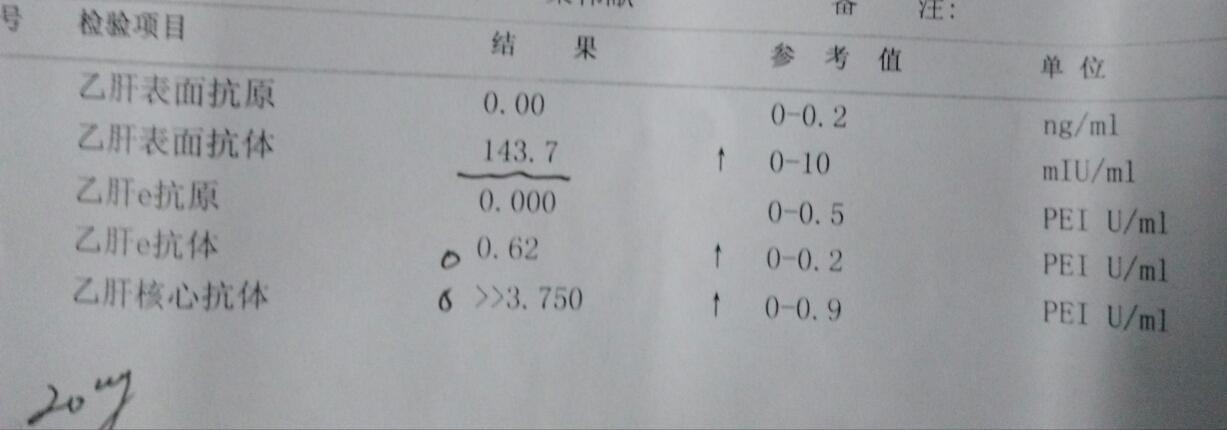 备 注:
号 检验项目 结 果 参 考 值 单 位
乙肝表面抗原 0.00 0-0.2 ng/ml
乙肝表面抗体 143.7 ↑ 0-10 mIU/ml
乙肝e抗原 0.000 0-0.5 PEI U/ml
乙肝e抗体 0.62 ↑ 0-0.2 PEI U/ml
乙肝核心抗体 >>3.750 ↑ 0-0.9 PEI U/ml
20ug